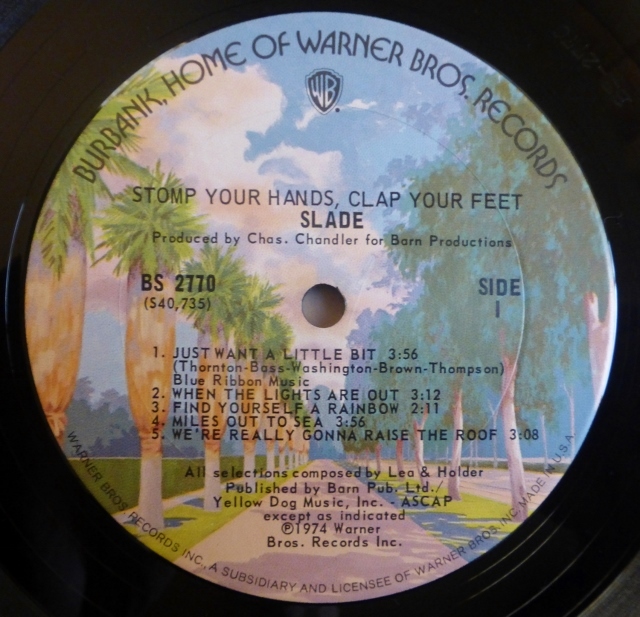 BURBANK, HOME OF WARNER BROS. RECORDS
WB
STOMP YOUR HANDS, CLAP YOUR FEET
SLADE
Produced by Chas. Chandler for Barn Productions
BS 2770
(S40,735)
SIDE
1
1. JUST WANT A LITTLE BIT 3:56
(Thornton-Bass-Washington-Brown-Thompson)
Blue Ribbon Music
2. WHEN THE LIGHTS ARE OUT 3:12
3. FIND YOURSELF A RAINBOW 2:11
4. MILES OUT TO SEA 3:56
5. WE'RE REALLY GONNA RAISE THE ROOF 3:08
All selections composed by Lea & Holder
Published by Barn Pub. Ltd./
Yellow Dog Music, Inc. - ASCAP
except as indicated
℗1974 Warner
Bros. Records Inc.
WARNER BROS. RECORDS INC., A SUBSIDIARY AND LICENSEE OF WARNER BROS. INC. MADE IN U.S.A.